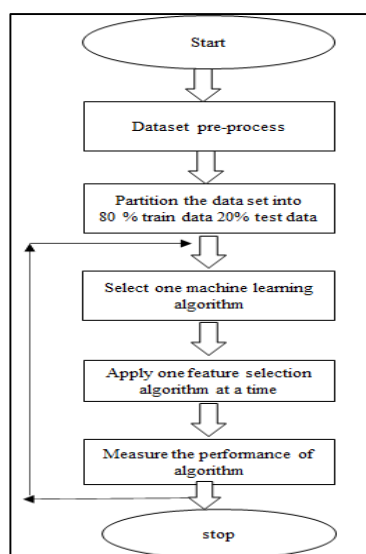 Start
Dataset pre-process
Partition the data set into
80 % train data 20% test data
Select one machine learning
algorithm
Apply one feature selection
algorithm at a time
Measure the performance of
algorithm
stop